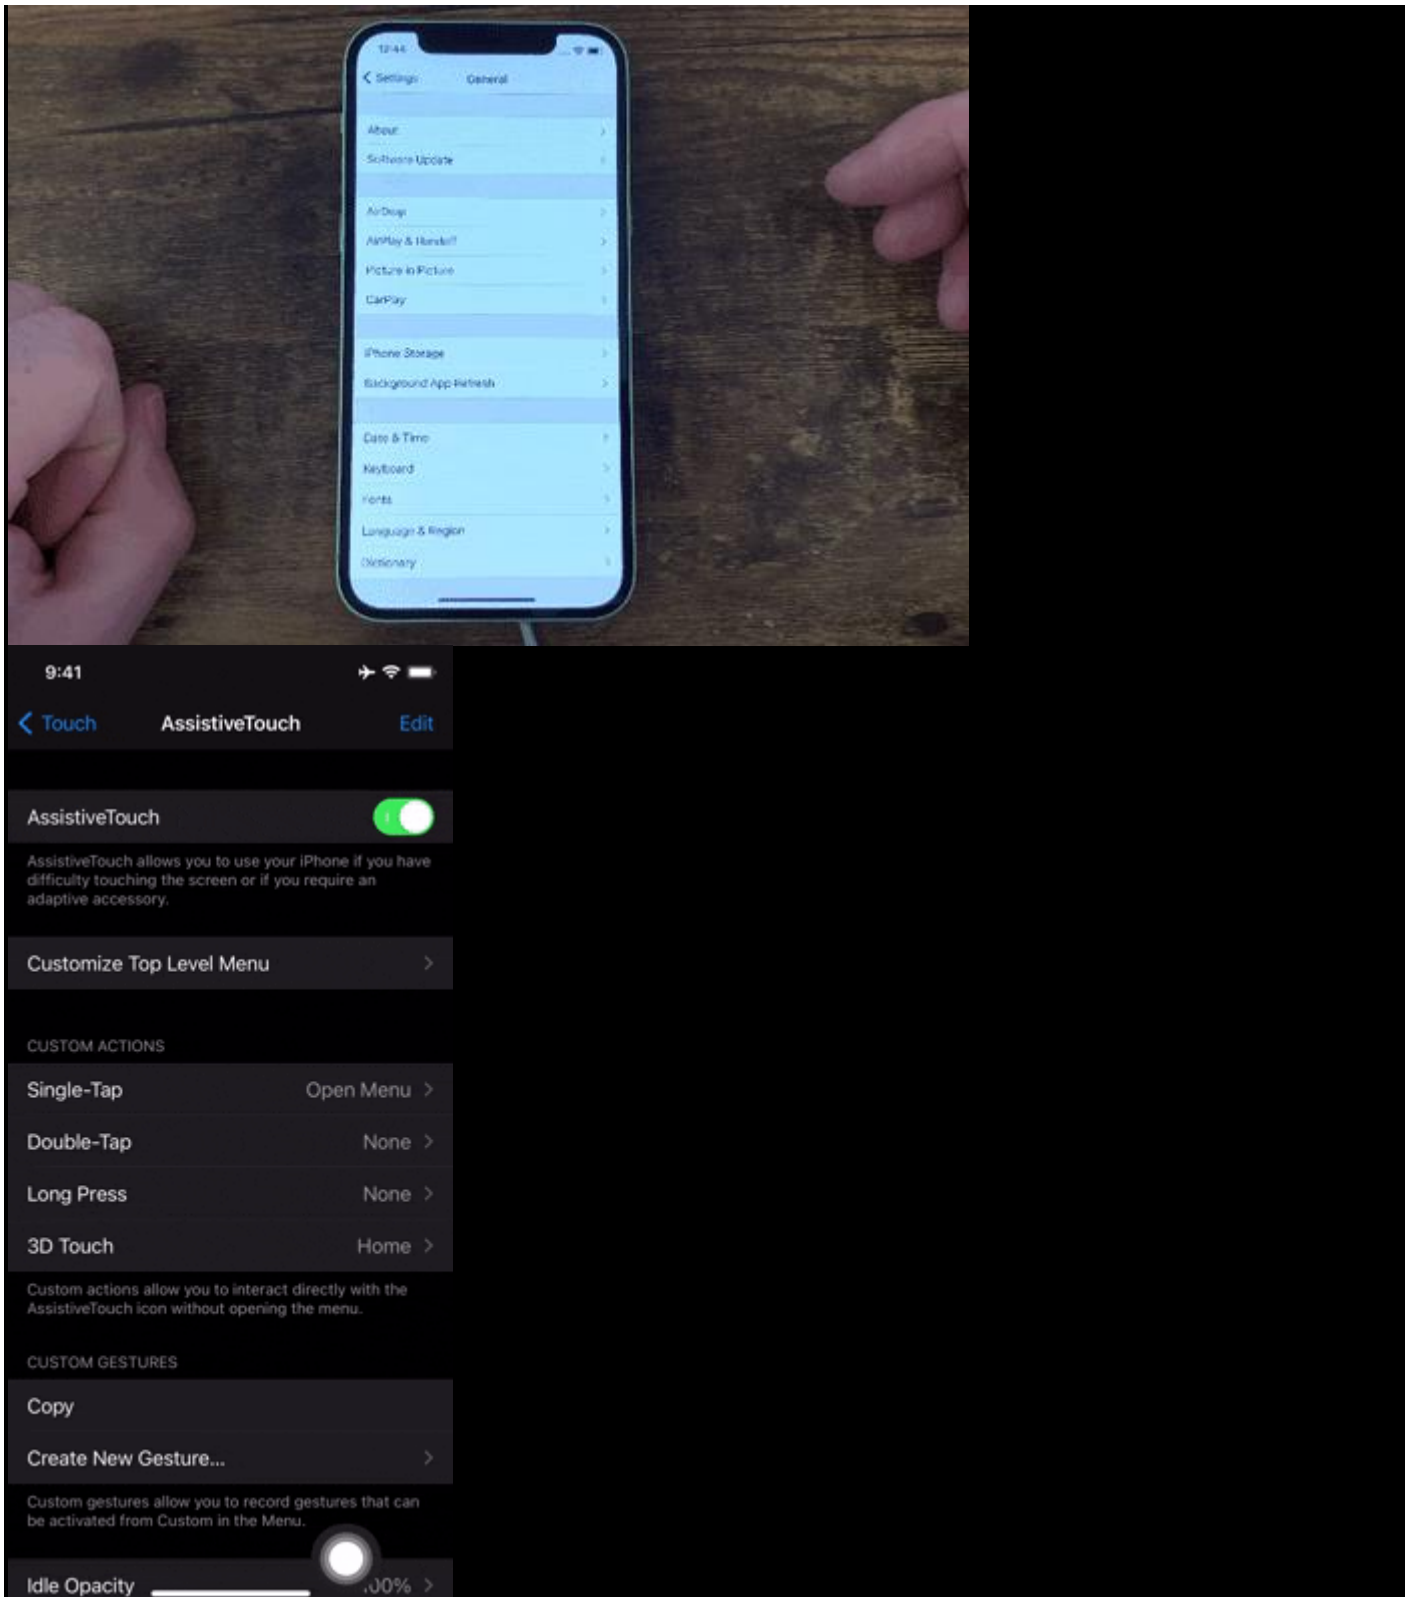 12:44
Settings
General
About
Software Update
AirDrop
AirPlay & Handoff
Picture in Picture
CarPlay
iPhone Storage
Background App Refresh
Date & Time
Keyboard
Fonts
Language & Region
Dictionary
9:41
Touch AssistiveTouch Edit
AssistiveTouch
AssistiveTouch allows you to use your iPhone if you have
difficulty touching the screen or if you require an
adaptive accessory.
Customize Top Level Menu
CUSTOM ACTIONS
Single-Tap Open Menu
Double-Tap None
Long Press None
3D Touch Home
Custom actions allow you to interact directly with the
AssistiveTouch icon without opening the menu.
CUSTOM GESTURES
Copy
Create New Gesture...
Custom gestures allow you to record gestures that can
be activated from Custom in the Menu.
Idle Opacity 100%